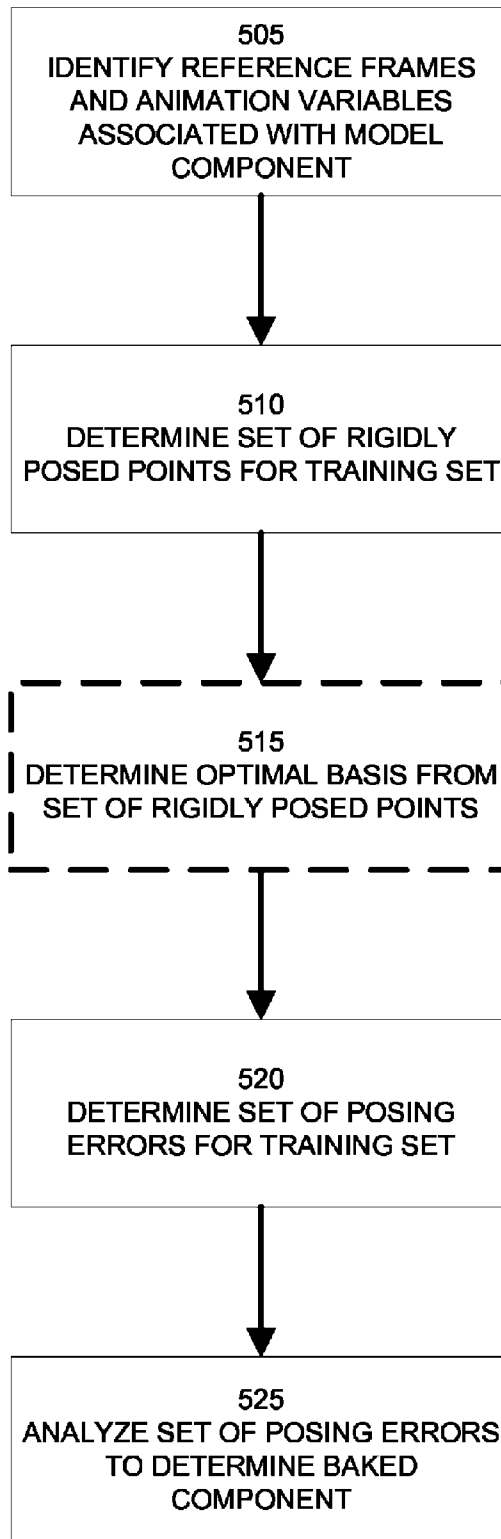 505
IDENTIFY REFERENCE FRAMES
AND ANIMATION VARIABLES
ASSOCIATED WITH MODEL
COMPONENT
510
DETERMINE SET OF RIGIDLY
POSED POINTS FOR TRAINING SET
515
DETERMINE OPTIMAL BASIS FROM
SET OF RIGIDLY POSED POINTS
520
DETERMINE SET OF POSING
ERRORS FOR TRAINING SET
525
ANALYZE SET OF POSING ERRORS
TO DETERMINE BAKED
COMPONENT